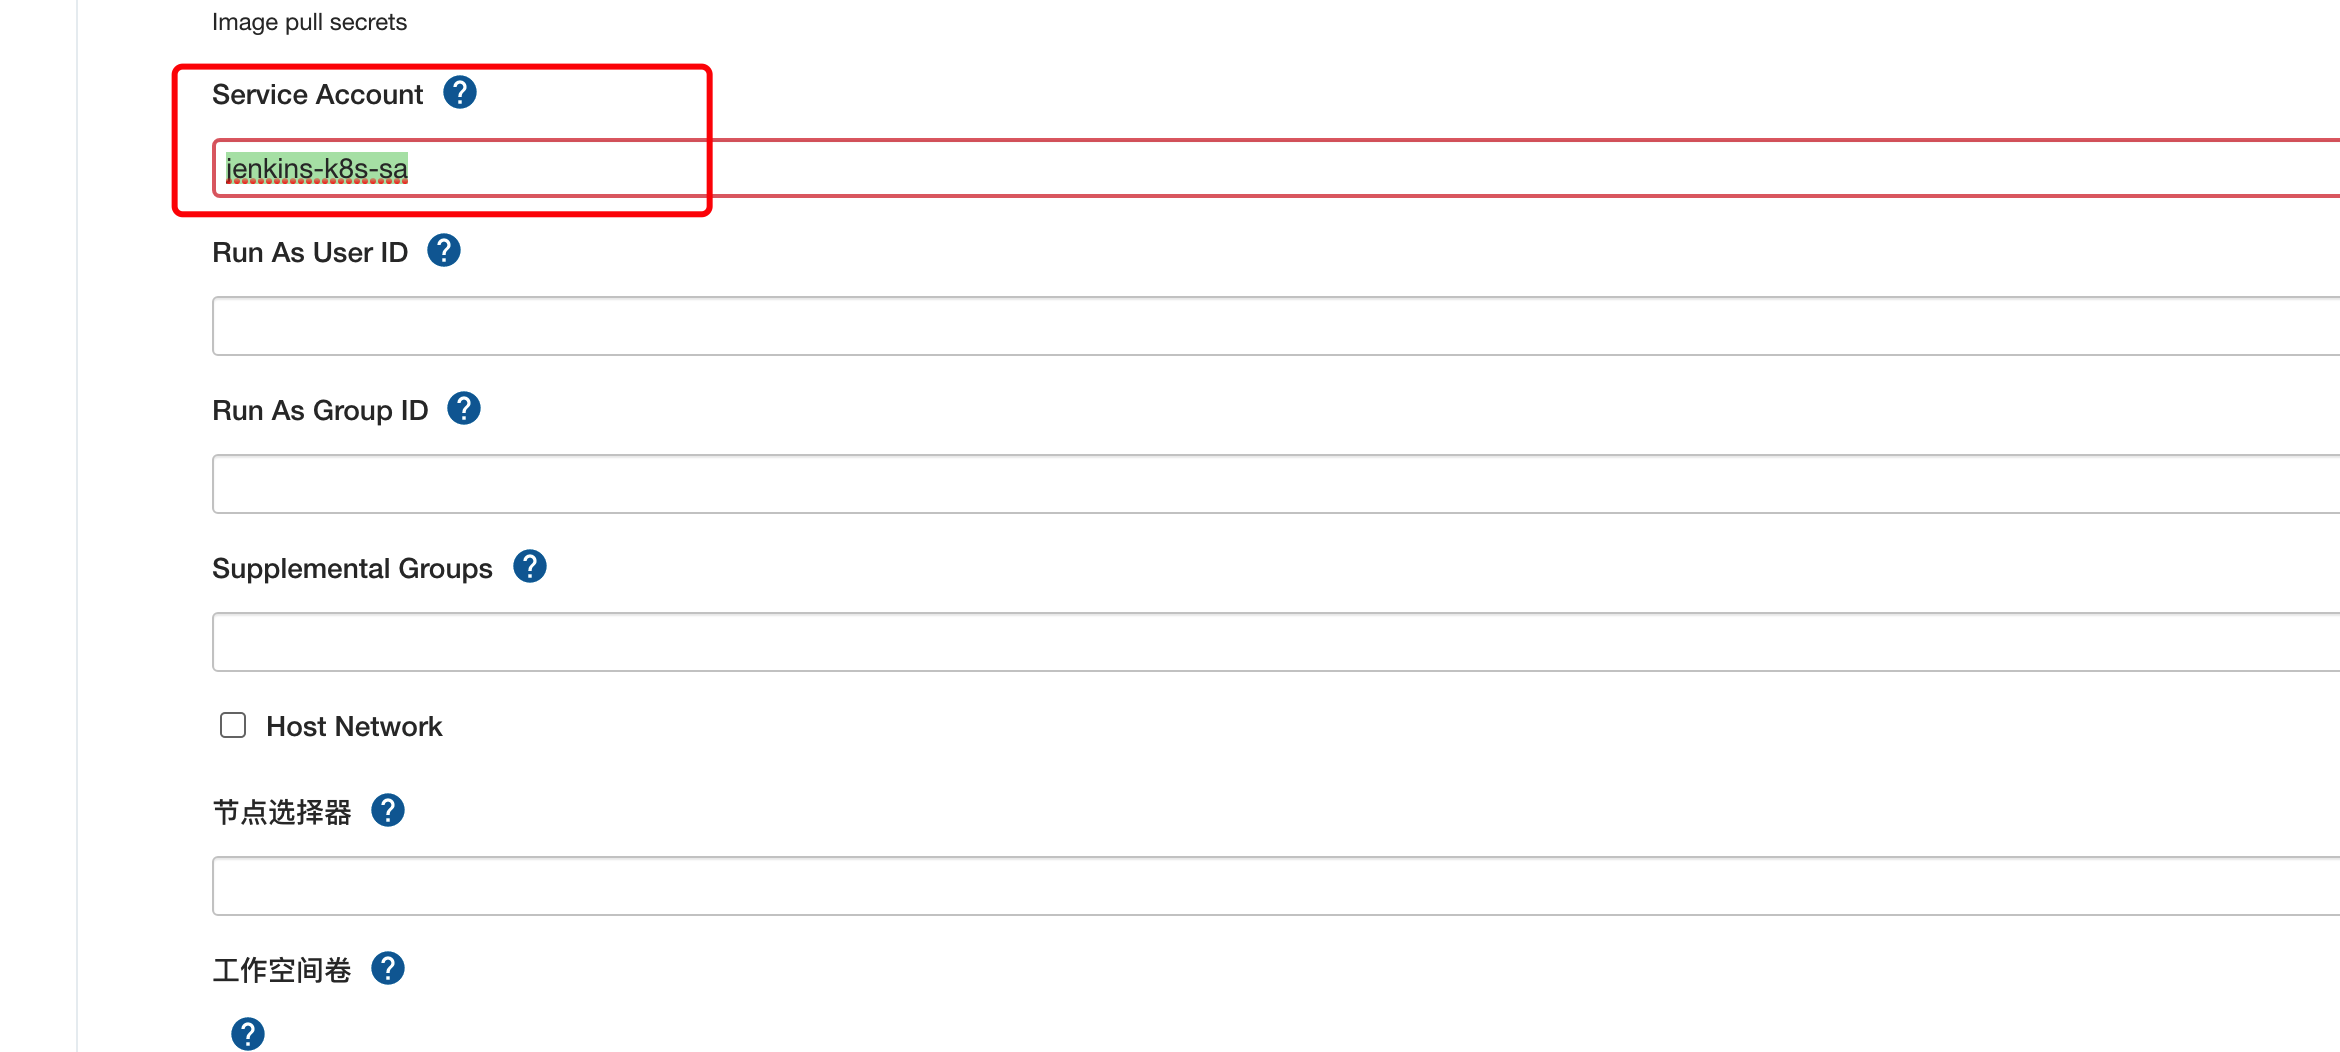 Image pull secrets
Service Account ?
jenkins-k8s-sa
Run As User ID ?
Run As Group ID ?
Supplemental Groups ?
Host Network
节点选择器 ?
工作空间卷 ?
?